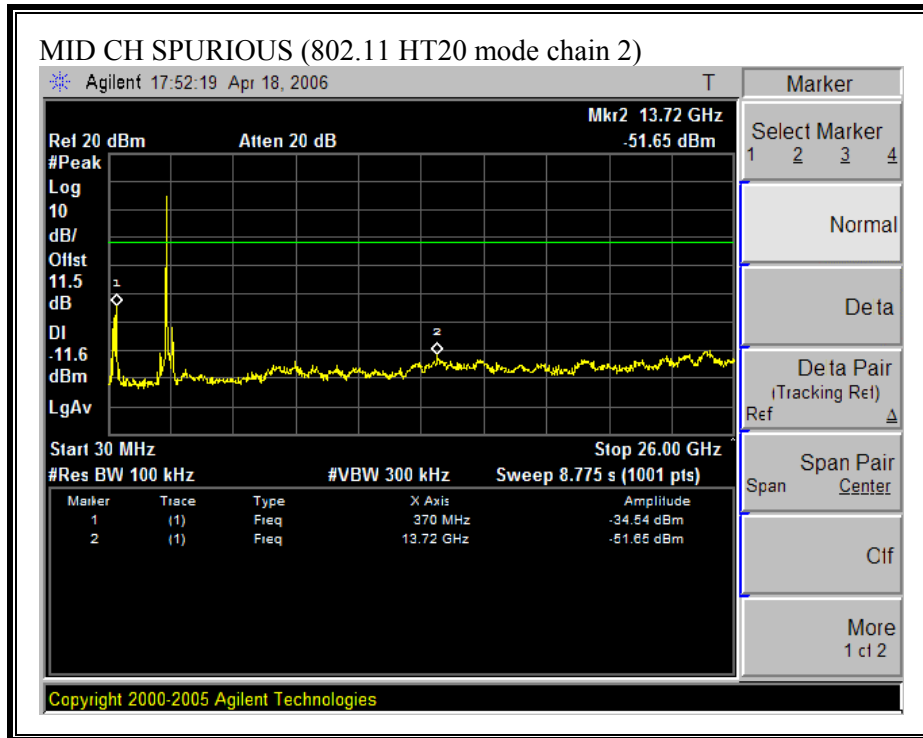 MID CH SPURIOUS (802.11 HT20 mode chain 2)
Agilent 17:52:19 Apr 18, 2006 T
Mkr2 13.72 GHz
Ref 20 dBm Atten 20 dB -51.65 dBm
#Peak
Log
10
dB/
Offst
11.5
dB
DI
-11.6
dBm
LgAv
1
2
Start 30 MHz Stop 26.00 GHz
#Res BW 100 kHz #VBW 300 kHz Sweep 8.775 s (1001 pts)
Marker Trace Type X Axis Amplitude
1 (1) Freq 370 MHz -34.54 dBm
2 (1) Freq 13.72 GHz -51.65 dBm
Copyright 2000-2005 Agilent Technologies
Marker
Select Marker
1 2 3 4
Normal
De ta
De ta Pair
(Tracking Ref)
Ref Δ
Span Pair
Span Center
Off
More
1 of 2